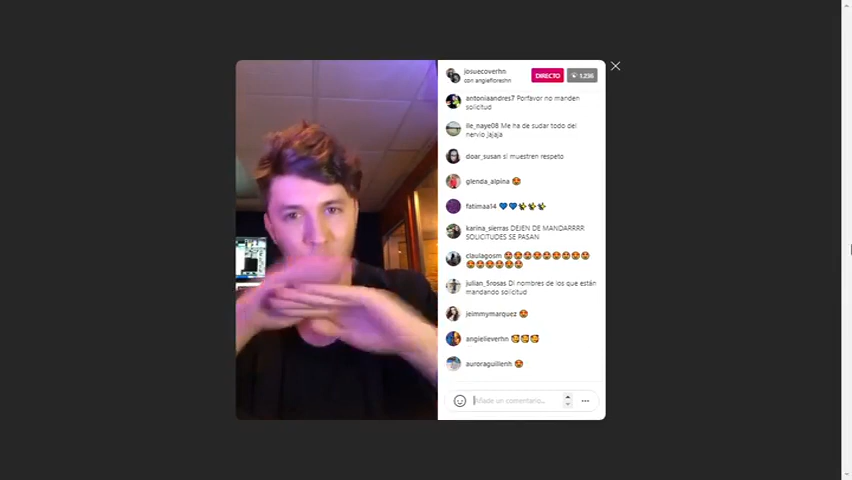 josuecoverhn
con angiefloreshn
DIRECTO
1,236
antoniaandres7 Porfavor no manden
solicitud
ile_naye08 Me ha de sudar todo del
nervio jajaja
doar_susan si muestren respeto
glenda_alpina 😍
fatimaa14 💙💙
karina_sierras DEJEN DE MANDARRRR
SOLICITUDES SE PASAN
claulagosm 😍😍😍😍😍😍😍😍😍
😍😍😍😍😍😍
julian_5rosas Di nombres de los que están
mandando solicitud
jeimmymarquez 😍
angielieverhn 🥰🥰🥰
auroraguillenh 😍
Añade un comentario...